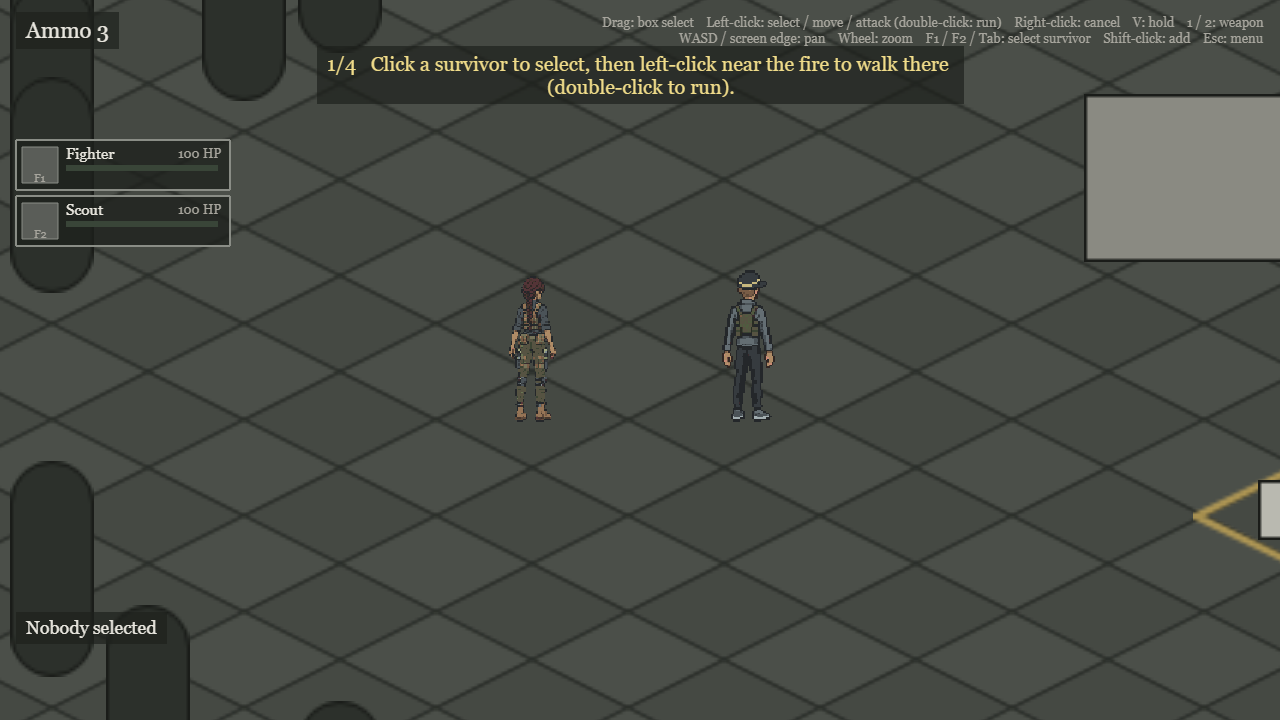 Ammo 3
Drag: box select Left-click: select / move / attack (double-click: run) Right-click: cancel V: hold 1 / 2: weapon
WASD / screen edge: pan Wheel: zoom F1 / F2 / Tab: select survivor Shift-click: add Esc: menu
1/4 Click a survivor to select, then left-click near the fire to walk there
(double-click to run).
Fighter 100 HP
F1
Scout 100 HP
F2
Nobody selected